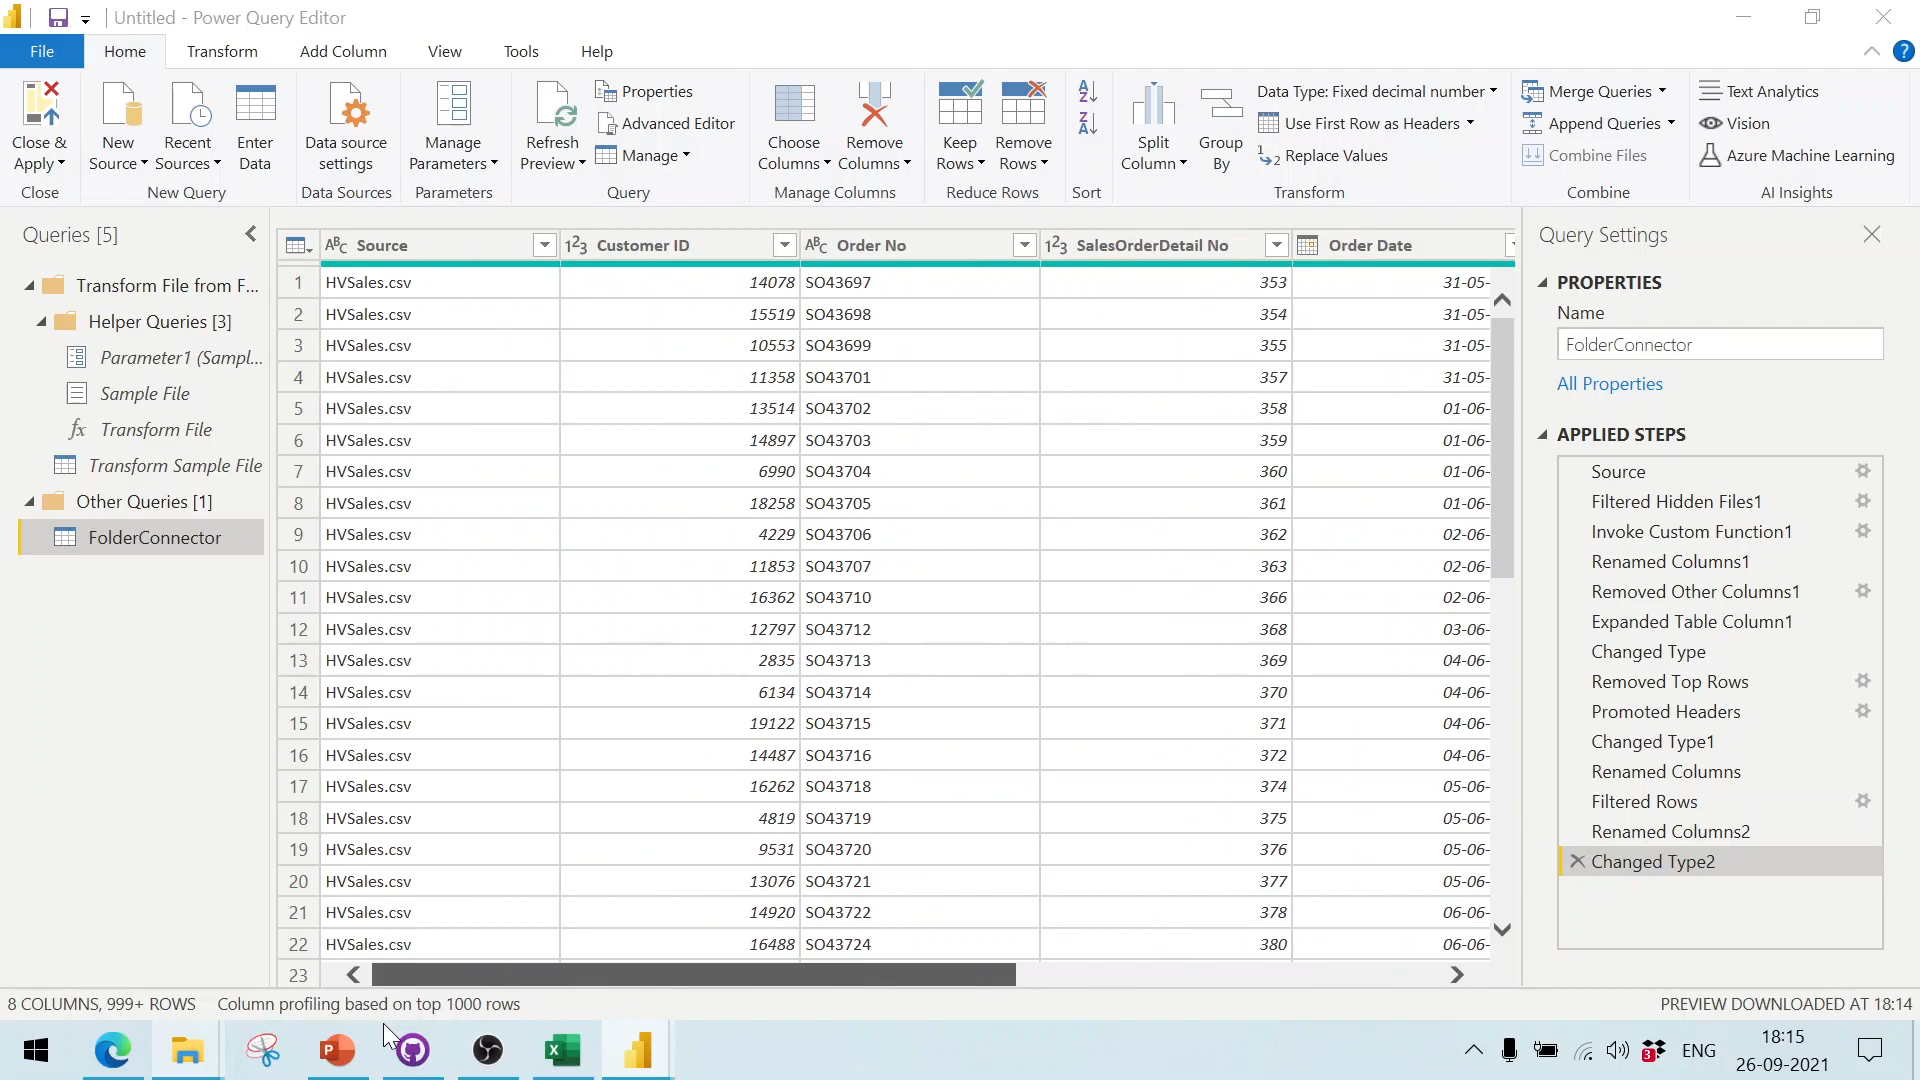 Untitled - Power Query Editor
File Home Transform Add Column View Tools Help
Close & Apply
Close
New Source
Recent Sources
Enter Data
New Query
Data source settings
Data Sources
Manage Parameters
Parameters
Refresh Preview
Properties
Advanced Editor
Manage
Query
Choose Columns
Remove Columns
Manage Columns
Keep Rows
Remove Rows
Reduce Rows
Sort
Split Column
Group By
Data Type: Fixed decimal number
Use First Row as Headers
Replace Values
Transform
Merge Queries
Append Queries
Combine Files
Combine
Text Analytics
Vision
Azure Machine Learning
AI Insights
Queries [5]
Transform File from F...
Helper Queries [3]
Parameter1 (Sampl...
Sample File
fx Transform File
Transform Sample File
Other Queries [1]
FolderConnector
ABC Source 123 Customer ID ABC Order No 123 SalesOrderDetail No Order Date
1 HVSales.csv 14078 SO43697 353 31-05-
2 HVSales.csv 15519 SO43698 354 31-05-
3 HVSales.csv 10553 SO43699 355 31-05-
4 HVSales.csv 11358 SO43701 357 31-05-
5 HVSales.csv 13514 SO43702 358 01-06-
6 HVSales.csv 14897 SO43703 359 01-06-
7 HVSales.csv 6990 SO43704 360 01-06-
8 HVSales.csv 18258 SO43705 361 01-06-
9 HVSales.csv 4229 SO43706 362 02-06-
10 HVSales.csv 11853 SO43707 363 02-06-
11 HVSales.csv 16362 SO43710 366 02-06-
12 HVSales.csv 12797 SO43712 368 03-06-
13 HVSales.csv 2835 SO43713 369 04-06-
14 HVSales.csv 6134 SO43714 370 04-06-
15 HVSales.csv 19122 SO43715 371 04-06-
16 HVSales.csv 14487 SO43716 372 04-06-
17 HVSales.csv 16262 SO43718 374 05-06-
18 HVSales.csv 4819 SO43719 375 05-06-
19 HVSales.csv 9531 SO43720 376 05-06-
20 HVSales.csv 13076 SO43721 377 05-06-
21 HVSales.csv 14920 SO43722 378 06-06-
22 HVSales.csv 16488 SO43724 380 06-06-
23
Query Settings
PROPERTIES
Name
FolderConnector
All Properties
APPLIED STEPS
Source
Filtered Hidden Files1
Invoke Custom Function1
Renamed Columns1
Removed Other Columns1
Expanded Table Column1
Changed Type
Removed Top Rows
Promoted Headers
Changed Type1
Renamed Columns
Filtered Rows
Renamed Columns2
Changed Type2
8 COLUMNS, 999+ ROWS Column profiling based on top 1000 rows PREVIEW DOWNLOADED AT 18:14
3 ENG 18:15
26-09-2021